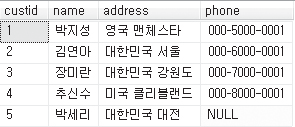 custid name address phone
1 박지성 영국 맨체스타 000-5000-0001
2 김연아 대한민국 서울 000-6000-0001
3 장미란 대한민국 강원도 000-7000-0001
4 추신수 미국 클리블랜드 000-8000-0001
5 박세리 대한민국 대전 NULL